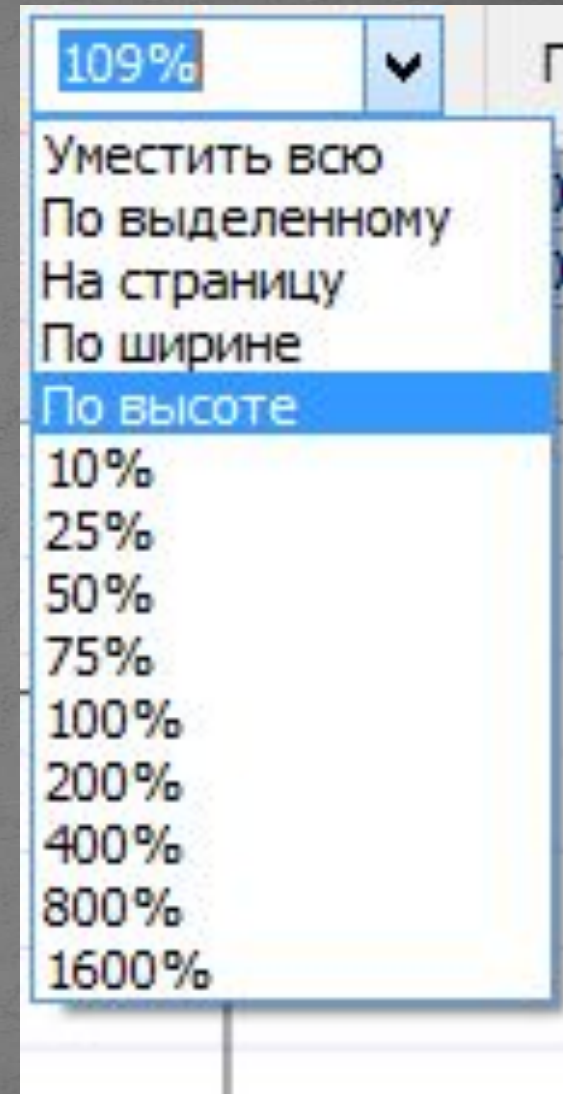 109%
Уместить всю
По выделенному
На страницу
По ширине
По высоте
10%
25%
50%
75%
100%
200%
400%
800%
1600%